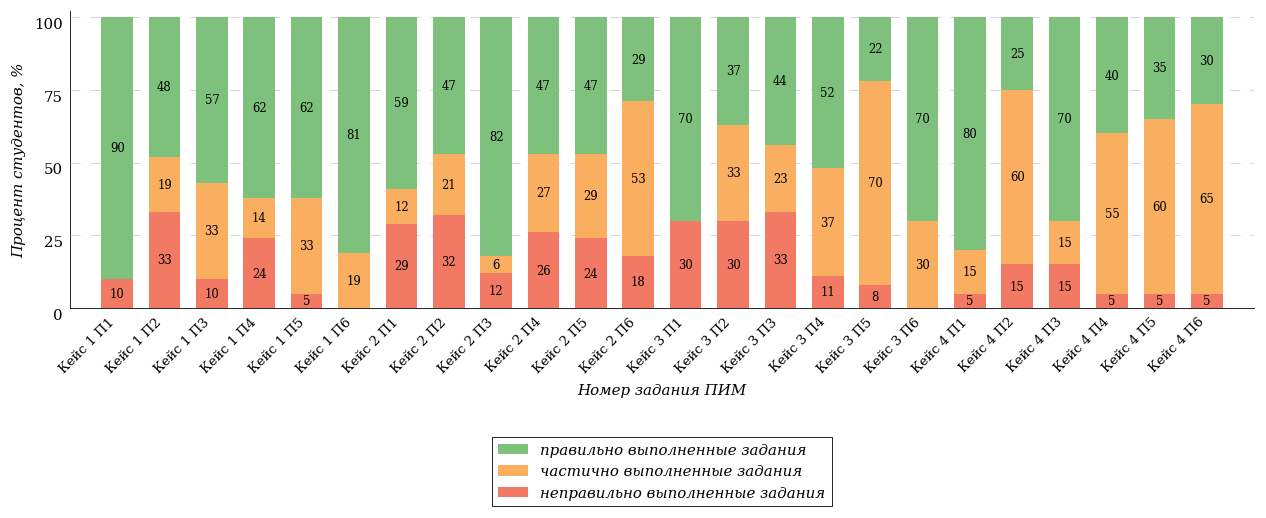 Процент студентов, %
100
75
50
25
0
90
10
48
19
33
57
33
10
62
14
24
62
33
5
81
19
59
12
29
47
21
32
82
6
12
47
27
26
47
29
24
29
53
18
70
30
37
33
30
44
23
33
52
37
11
22
70
8
70
30
80
15
5
25
60
15
70
15
15
40
55
5
35
60
5
30
65
5
Кейс 1 П1
Кейс 1 П2
Кейс 1 П3
Кейс 1 П4
Кейс 1 П5
Кейс 1 П6
Кейс 2 П1
Кейс 2 П2
Кейс 2 П3
Кейс 2 П4
Кейс 2 П5
Кейс 2 П6
Кейс 3 П1
Кейс 3 П2
Кейс 3 П3
Кейс 3 П4
Кейс 3 П5
Кейс 3 П6
Кейс 4 П1
Кейс 4 П2
Кейс 4 П3
Кейс 4 П4
Кейс 4 П5
Кейс 4 П6
Номер задания ПИМ
правильно выполненные задания
частично выполненные задания
неправильно выполненные задания